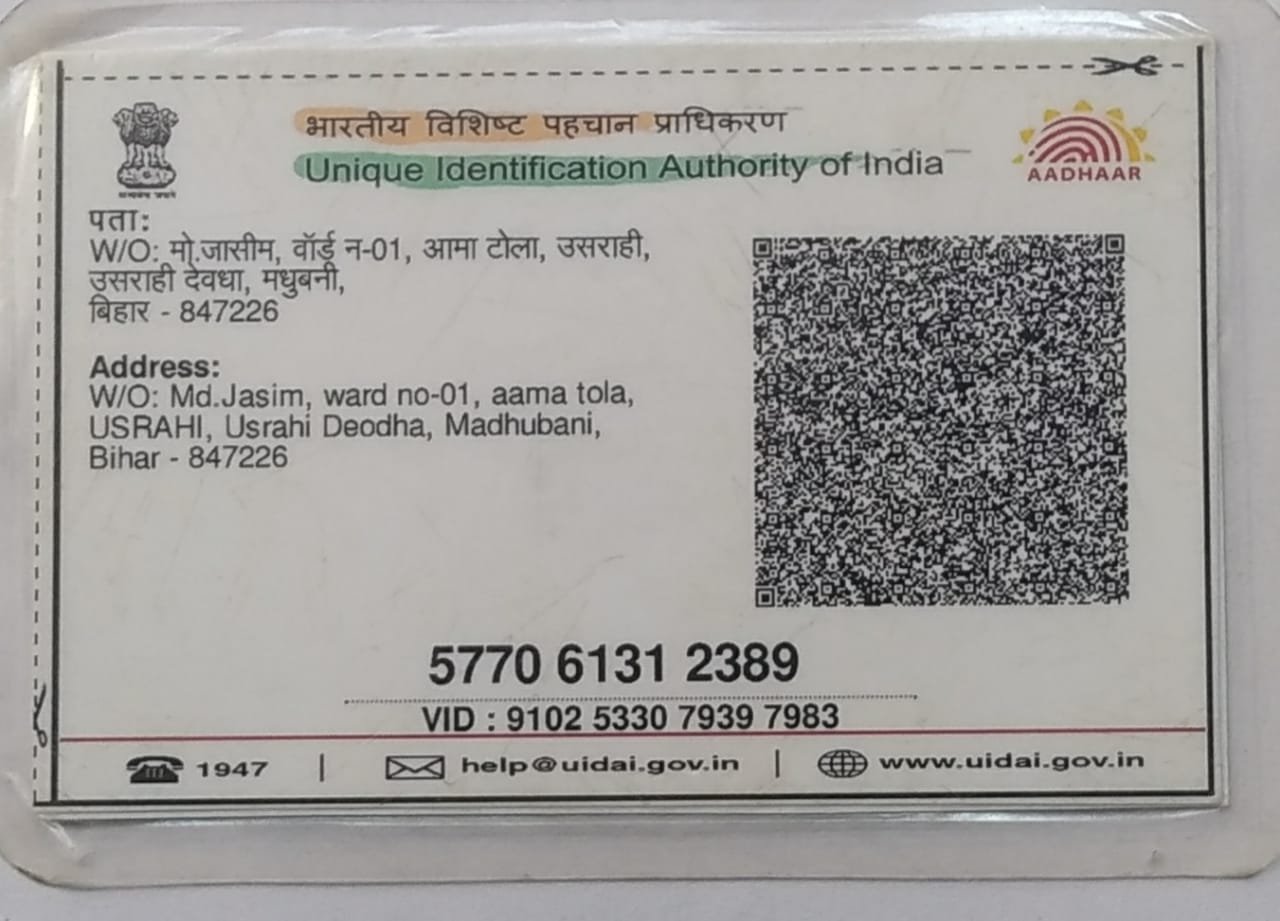 भारतीय विशिष्ट पहचान प्राधिकरण
Unique Identification Authority of India
AADHAAR
पता:
W/O: मो.जासीम, वॉर्ड न-01, आमा टोला, उसराही,
उसराही देवधा, मधुबनी,
बिहार - 847226
Address:
W/O: Md.Jasim, ward no-01, aama tola,
USRAHI, Usrahi Deodha, Madhubani,
Bihar - 847226
5770 6131 2389
VID : 9102 5330 7939 7983
1947 | help@uidai.gov.in | www.uidai.gov.in